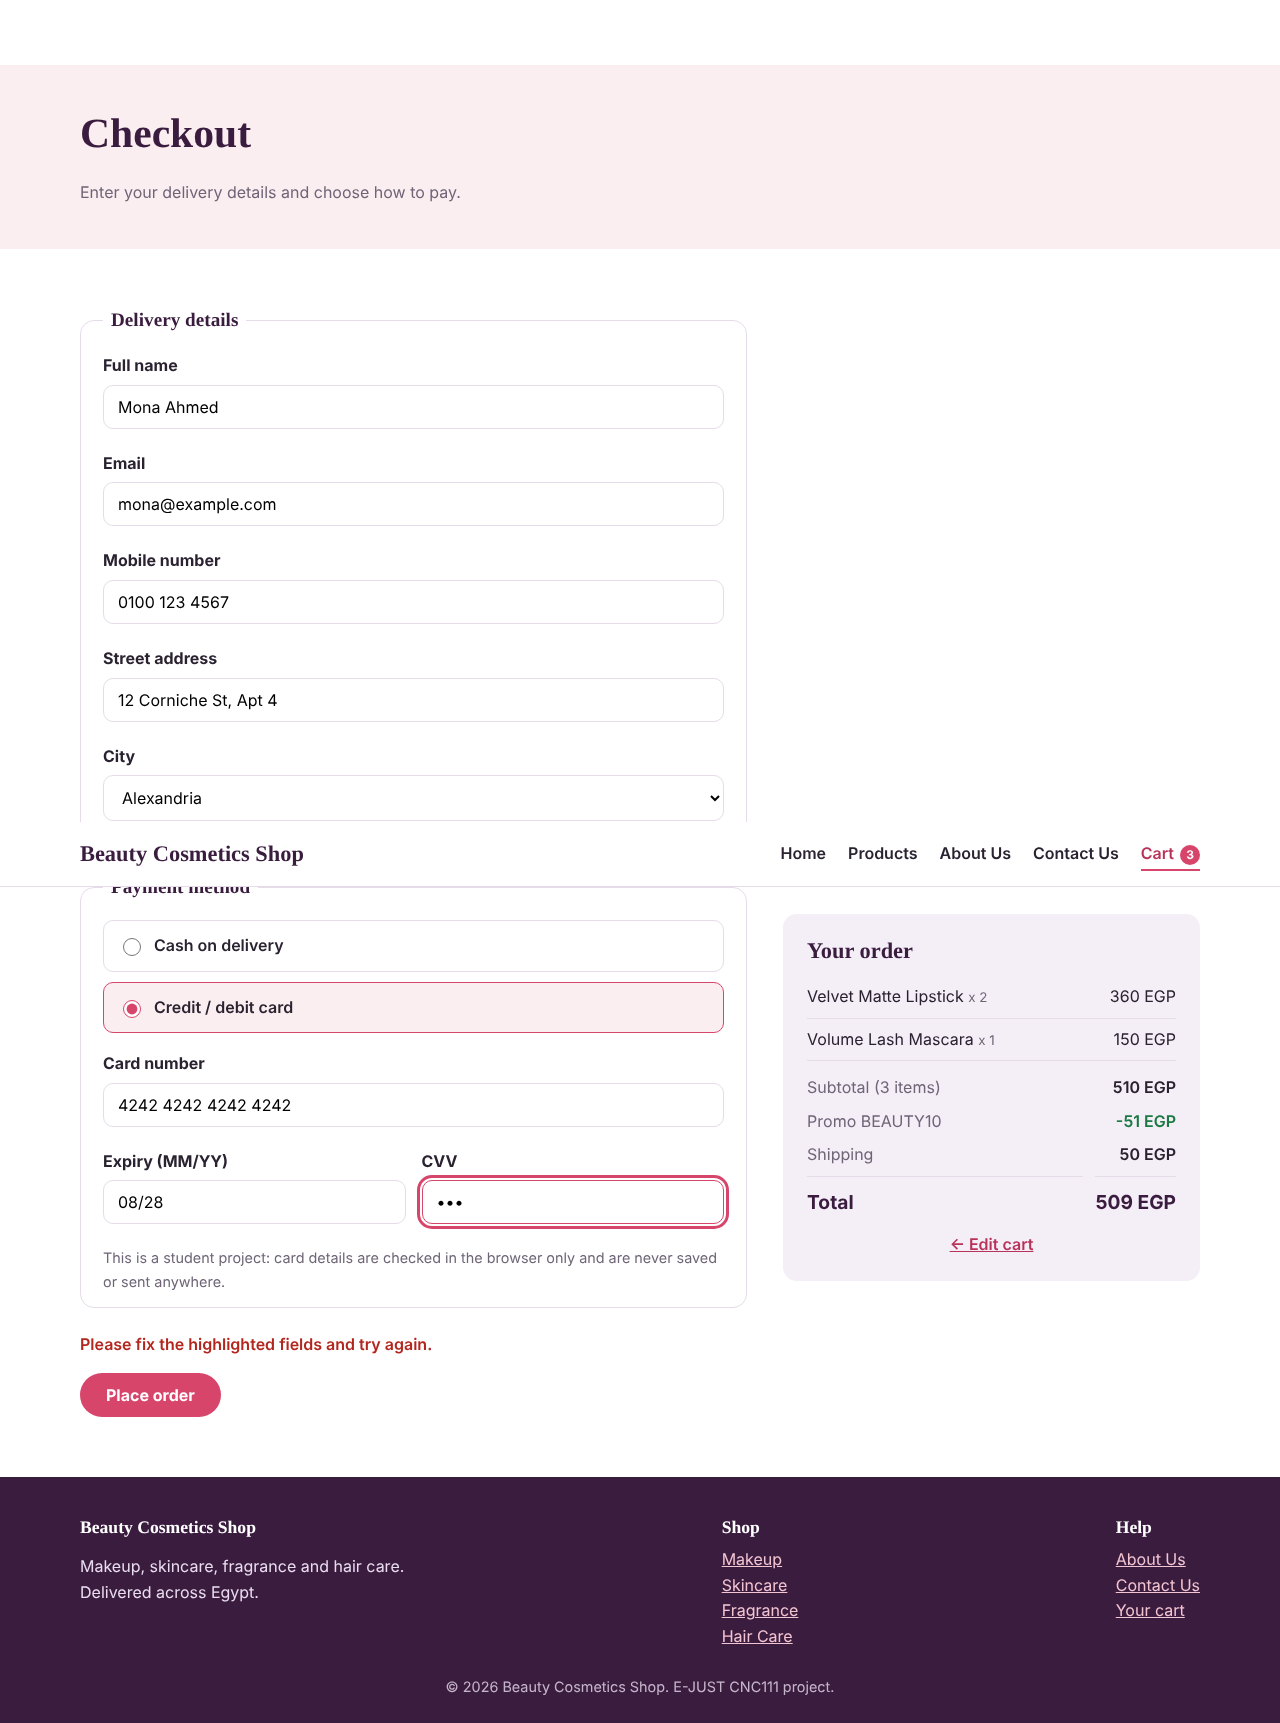 Checkout
Enter your delivery details and choose how to pay.
Delivery details
Full name
Mona Ahmed
Email
mona@example.com
Mobile number
0100 123 4567
Street address
12 Corniche St, Apt 4
City
Alexandria
Beauty Cosmetics Shop
Home Products About Us Contact Us Cart 3
Payment method
Cash on delivery
Credit / debit card
Card number
4242 4242 4242 4242
Expiry (MM/YY) CVV
08/28 •••
This is a student project: card details are checked in the browser only and are never saved
or sent anywhere.
Your order
Velvet Matte Lipstick x 2 360 EGP
Volume Lash Mascara x 1 150 EGP
Subtotal (3 items) 510 EGP
Promo BEAUTY10 -51 EGP
Shipping 50 EGP
Total 509 EGP
← Edit cart
Please fix the highlighted fields and try again.
Place order
Beauty Cosmetics Shop
Makeup, skincare, fragrance and hair care.
Delivered across Egypt.
Shop
Makeup
Skincare
Fragrance
Hair Care
Help
About Us
Contact Us
Your cart
© 2026 Beauty Cosmetics Shop. E-JUST CNC111 project.